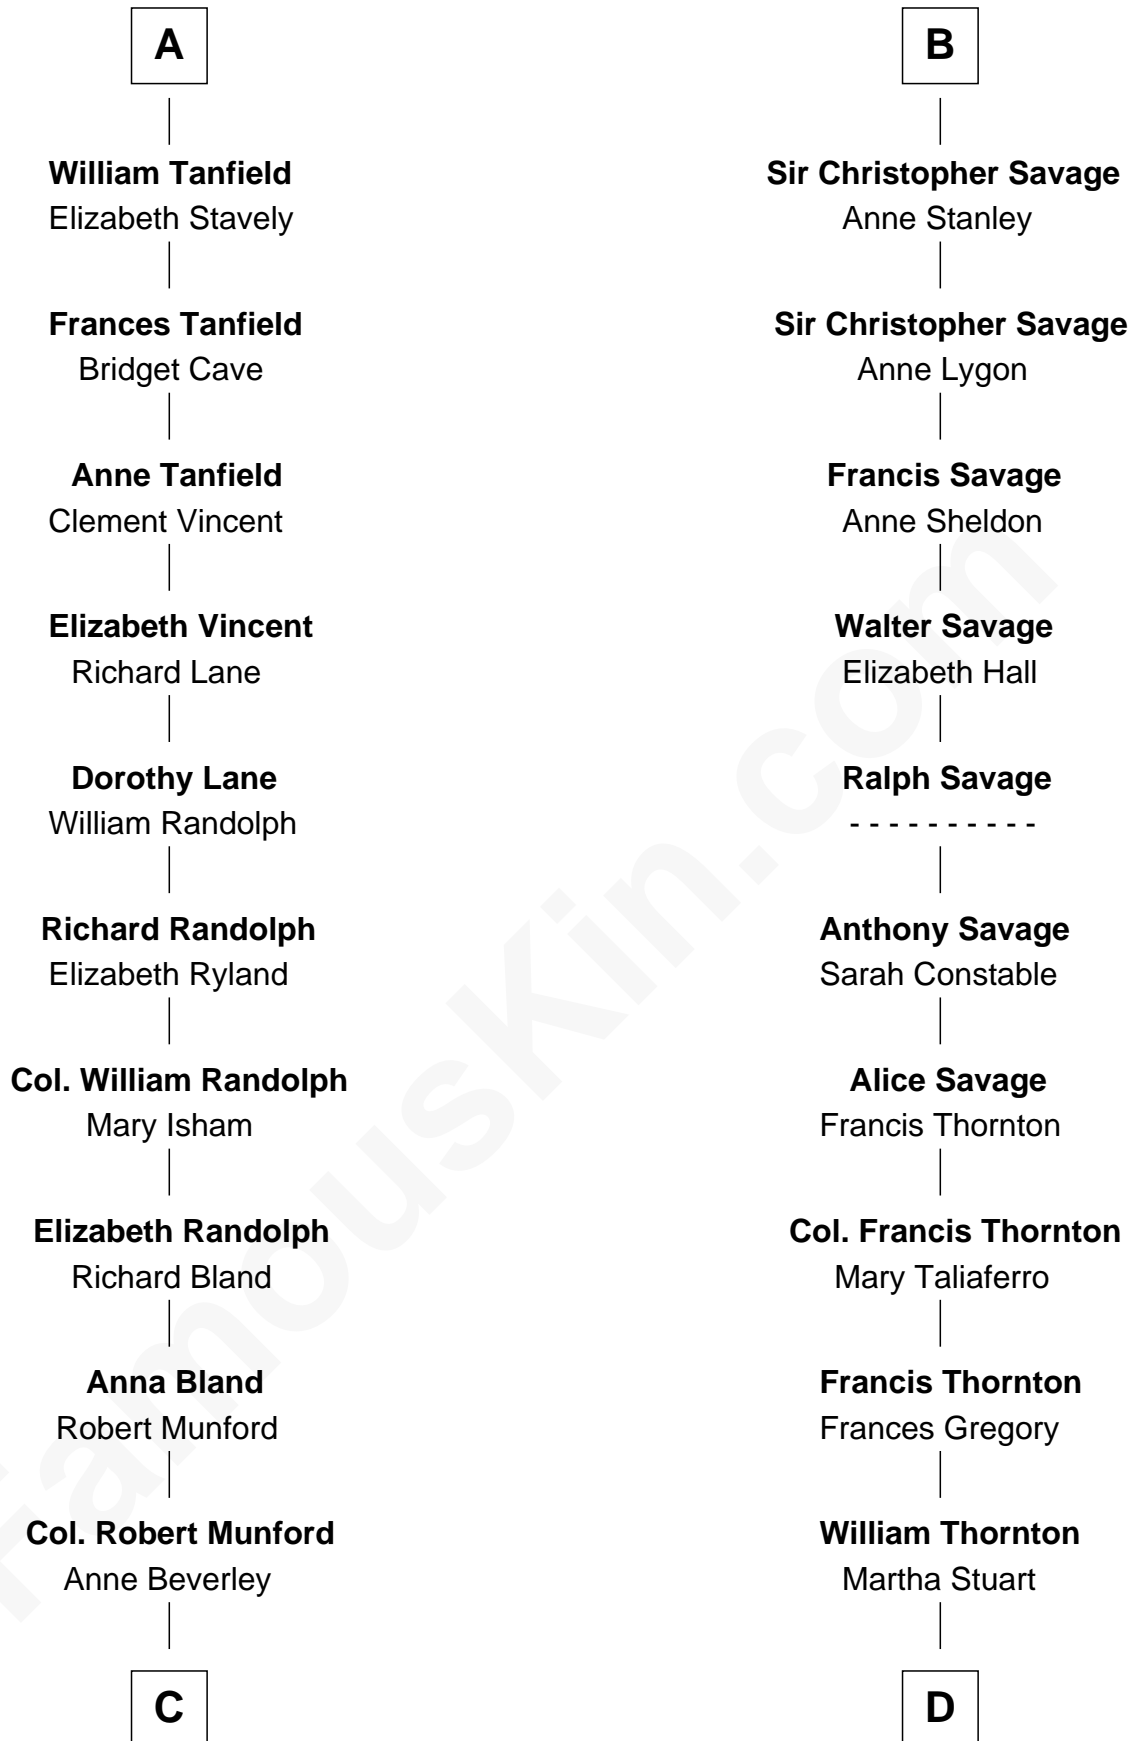 A
William Tanfield
Elizabeth Stavely
Frances Tanfield
Bridget Cave
Anne Tanfield
Clement Vincent
Elizabeth Vincent
Richard Lane
Dorothy Lane
William Randolph
Richard Randolph
Elizabeth Ryland
Col. William Randolph
Mary Isham
Elizabeth Randolph
Richard Bland
Anna Bland
Robert Munford
Col. Robert Munford
Anne Beverley
C
B
Sir Christopher Savage
Anne Stanley
Sir Christopher Savage
Anne Lygon
Francis Savage
Anne Sheldon
Walter Savage
Elizabeth Hall
Ralph Savage
- - - - - - - - - -
Anthony Savage
Sarah Constable
Alice Savage
Francis Thornton
Col. Francis Thornton
Mary Taliaferro
Francis Thornton
Frances Gregory
William Thornton
Martha Stuart
D
FamousKin.com